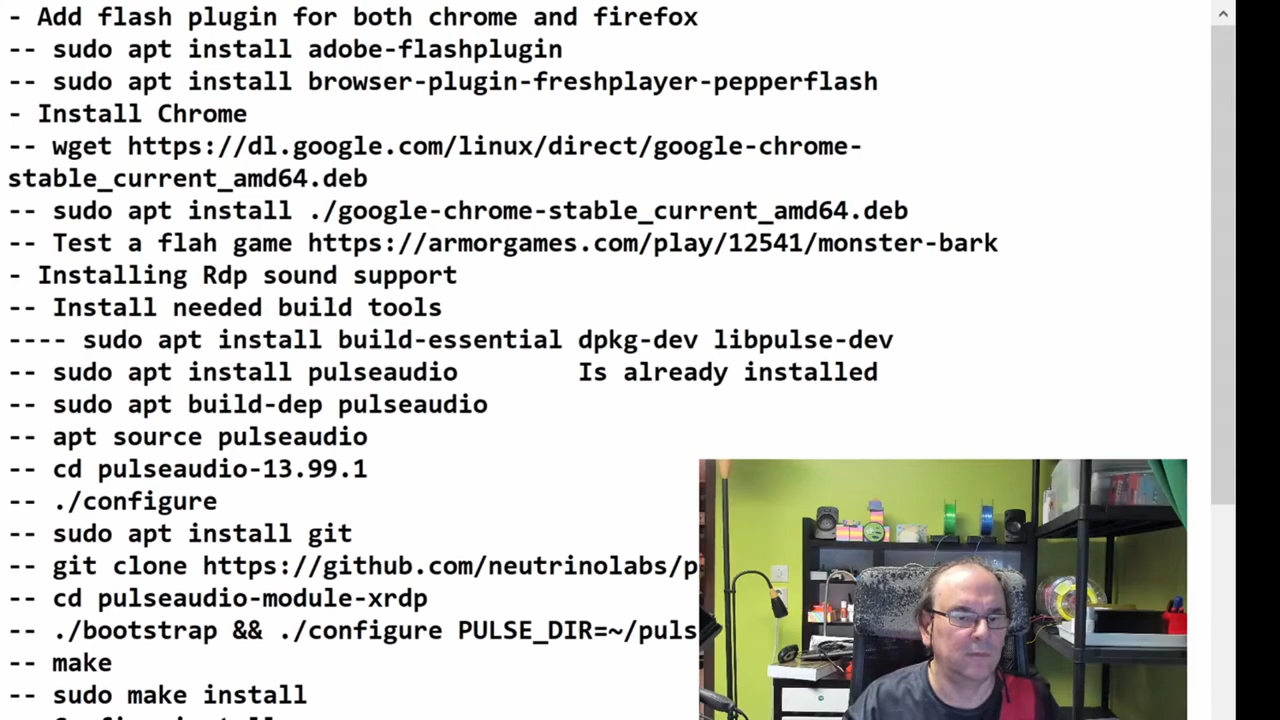 - Add flash plugin for both chrome and firefox
-- sudo apt install adobe-flashplugin
-- sudo apt install browser-plugin-freshplayer-pepperflash
- Install Chrome
-- wget https://dl.google.com/linux/direct/google-chrome-
stable_current_amd64.deb
-- sudo apt install ./google-chrome-stable_current_amd64.deb
-- Test a flah game https://armorgames.com/play/12541/monster-bark
- Installing Rdp sound support
-- Install needed build tools
---- sudo apt install build-essential dpkg-dev libpulse-dev
-- sudo apt install pulseaudio        Is already installed
-- sudo apt build-dep pulseaudio
-- apt source pulseaudio
-- cd pulseaudio-13.99.1
-- ./configure
-- sudo apt install git
-- git clone https://github.com/neutrinolabs/p
-- cd pulseaudio-module-xrdp
-- ./bootstrap && ./configure PULSE_DIR=~/puls
-- make
-- sudo make install